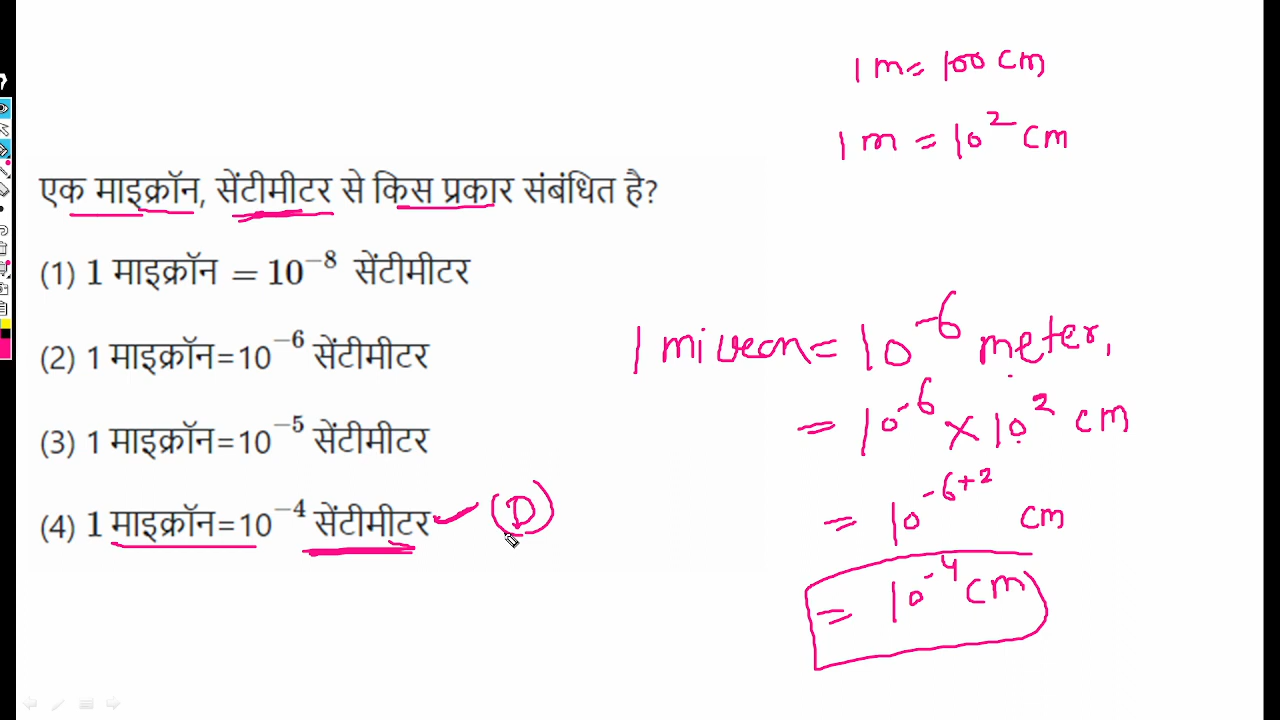 1 m = 100 cm
1 m = 10² cm
एक माइक्रॉन, सेंटीमीटर से किस प्रकार संबंधित है?
(1) 1 माइक्रॉन = 10⁻⁸ सेंटीमीटर
(2) 1 माइक्रॉन=10⁻⁶ सेंटीमीटर
(3) 1 माइक्रॉन=10⁻⁵ सेंटीमीटर
(4) 1 माइक्रॉन=10⁻⁴ सेंटीमीटर ✓ (D)
1 micron = 10⁻⁶ meter,
= 10⁻⁶ × 10² cm
= 10⁻⁶⁺² cm
= 10⁻⁴ cm